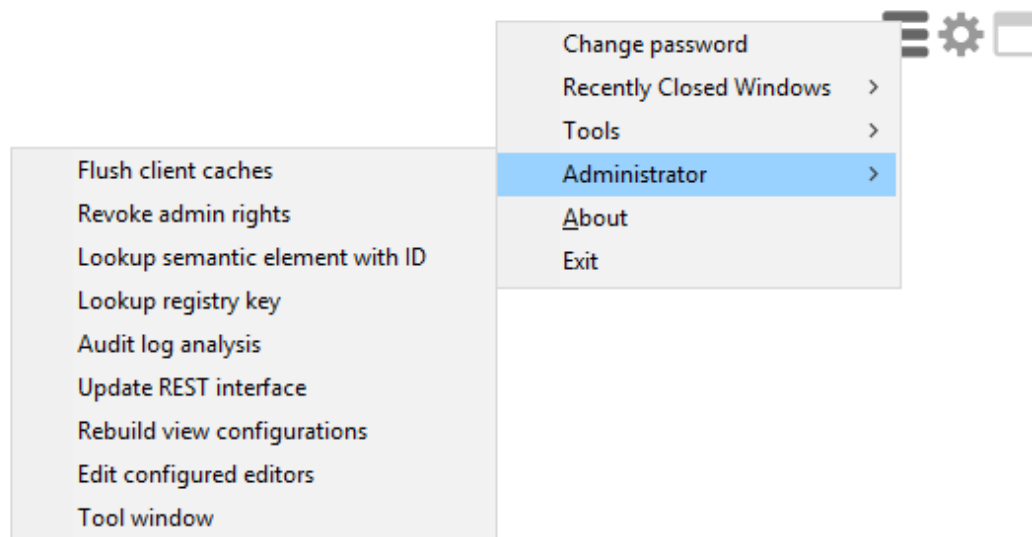 Change password
Recently Closed Windows
Tools
Administrator
About
Exit
Flush client caches
Revoke admin rights
Lookup semantic element with ID
Lookup registry key
Audit log analysis
Update REST interface
Rebuild view configurations
Edit configured editors
Tool window